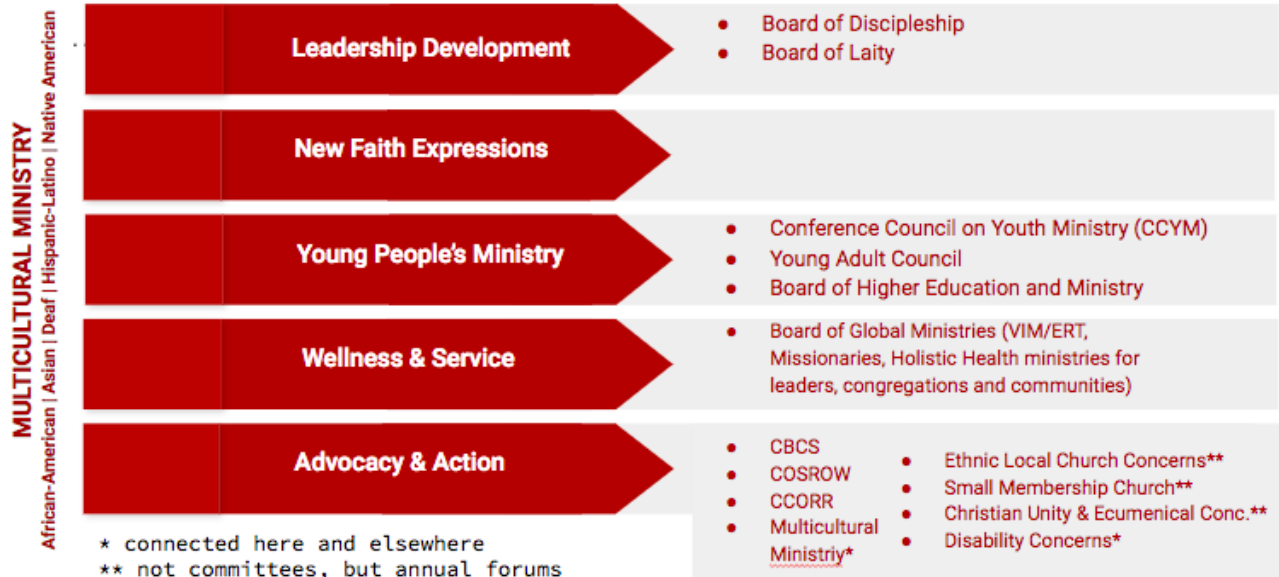 MULTICULTURAL MINISTRY
African-American | Asian | Deaf | Hispanic-Latino | Native American
Leadership Development
• Board of Discipleship
• Board of Laity
New Faith Expressions
Young People's Ministry
• Conference Council on Youth Ministry (CCYM)
• Young Adult Council
• Board of Higher Education and Ministry
Wellness & Service
• Board of Global Ministries (VIM/ERT,
Missionaries, Holistic Health ministries for
leaders, congregations and communities)
Advocacy & Action
• CBCS
• COSROW
• CCORR
• Multicultural
Ministriy*
• Ethnic Local Church Concerns**
• Small Membership Church**
• Christian Unity & Ecumenical Conc.**
• Disability Concerns*
* connected here and elsewhere
** not committees, but annual forums